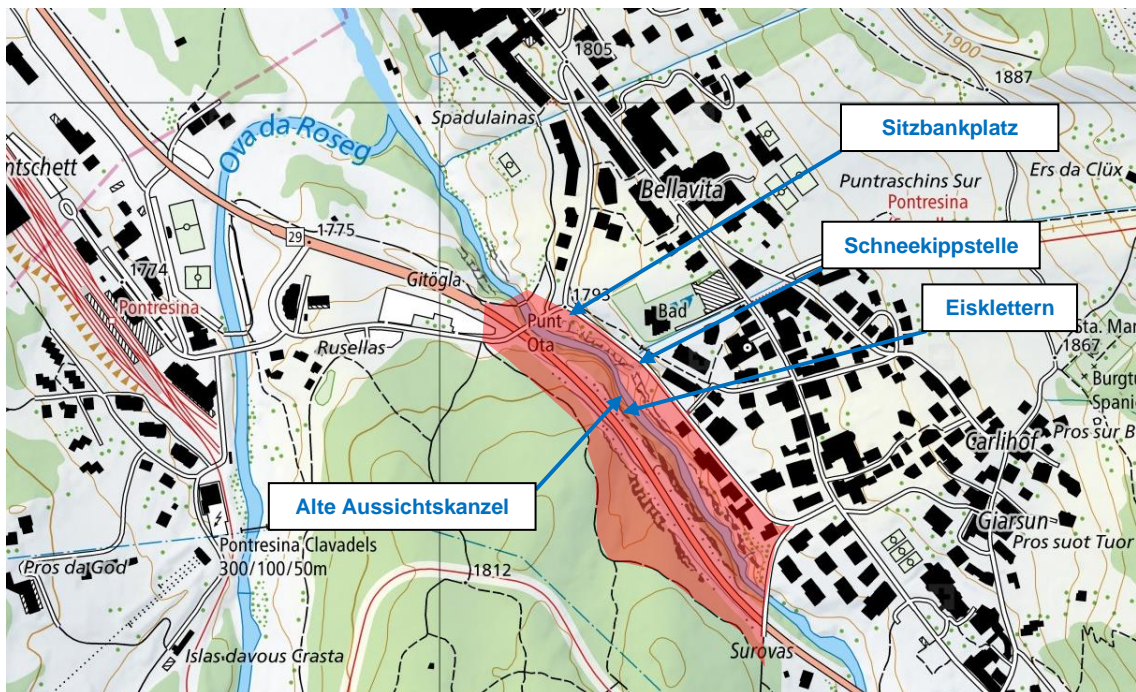 1805
1900
1887
Spadulainas
Sitzbankplatz
Ova da Roseg
Bellavita
Puntraschins Sur
Pontresina
Ers da Clüx
29
1775
Schneekippstelle
1774
Gitögla
1793
Pontresina
Punt
Ota
Bad
Eisklettern
Rusellas
1867
Carlihof
Pros sur B
Alte Aussichtskanzel
Giarsun
Pros suot Tuor
Pontresina Clavadels
300/100/50m
Pros da God
1812
Islas davous Crasta
Surovas